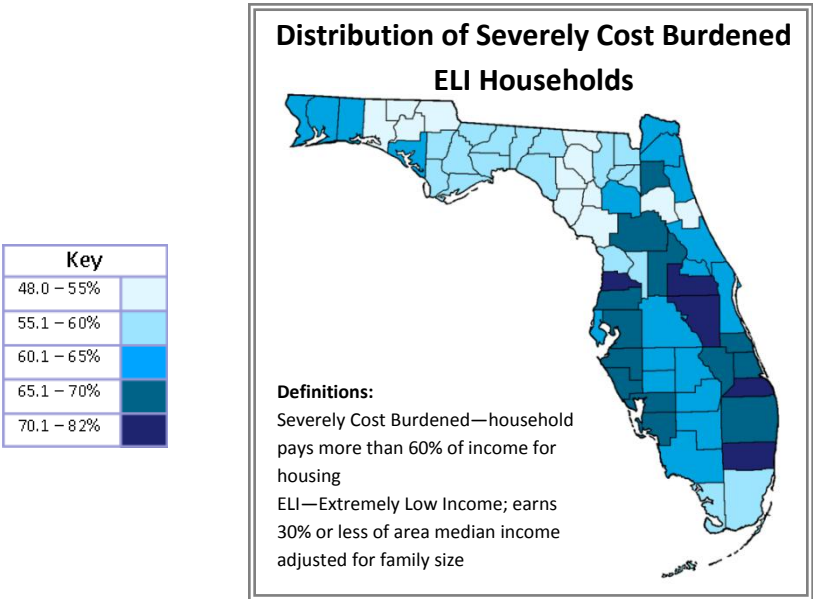 Distribution of Severely Cost Burdened
ELI Households
Key
48.0 – 55%
55.1 – 60%
60.1 – 65%
65.1 – 70%
70.1 – 82%
Definitions:
Severely Cost Burdened—household
pays more than 60% of income for
housing
ELI—Extremely Low Income; earns
30% or less of area median income
adjusted for family size